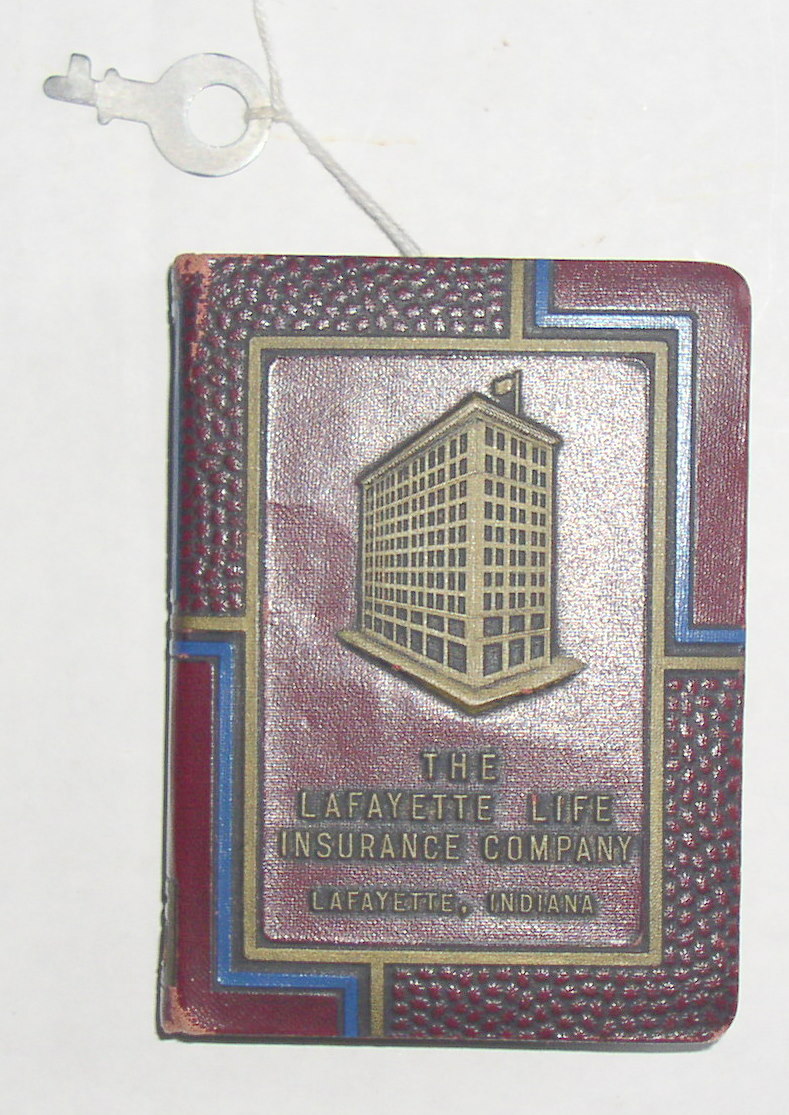 THE
LAFAYETTE LIFE
INSURANCE COMPANY
LAFAYETTE, INDIANA